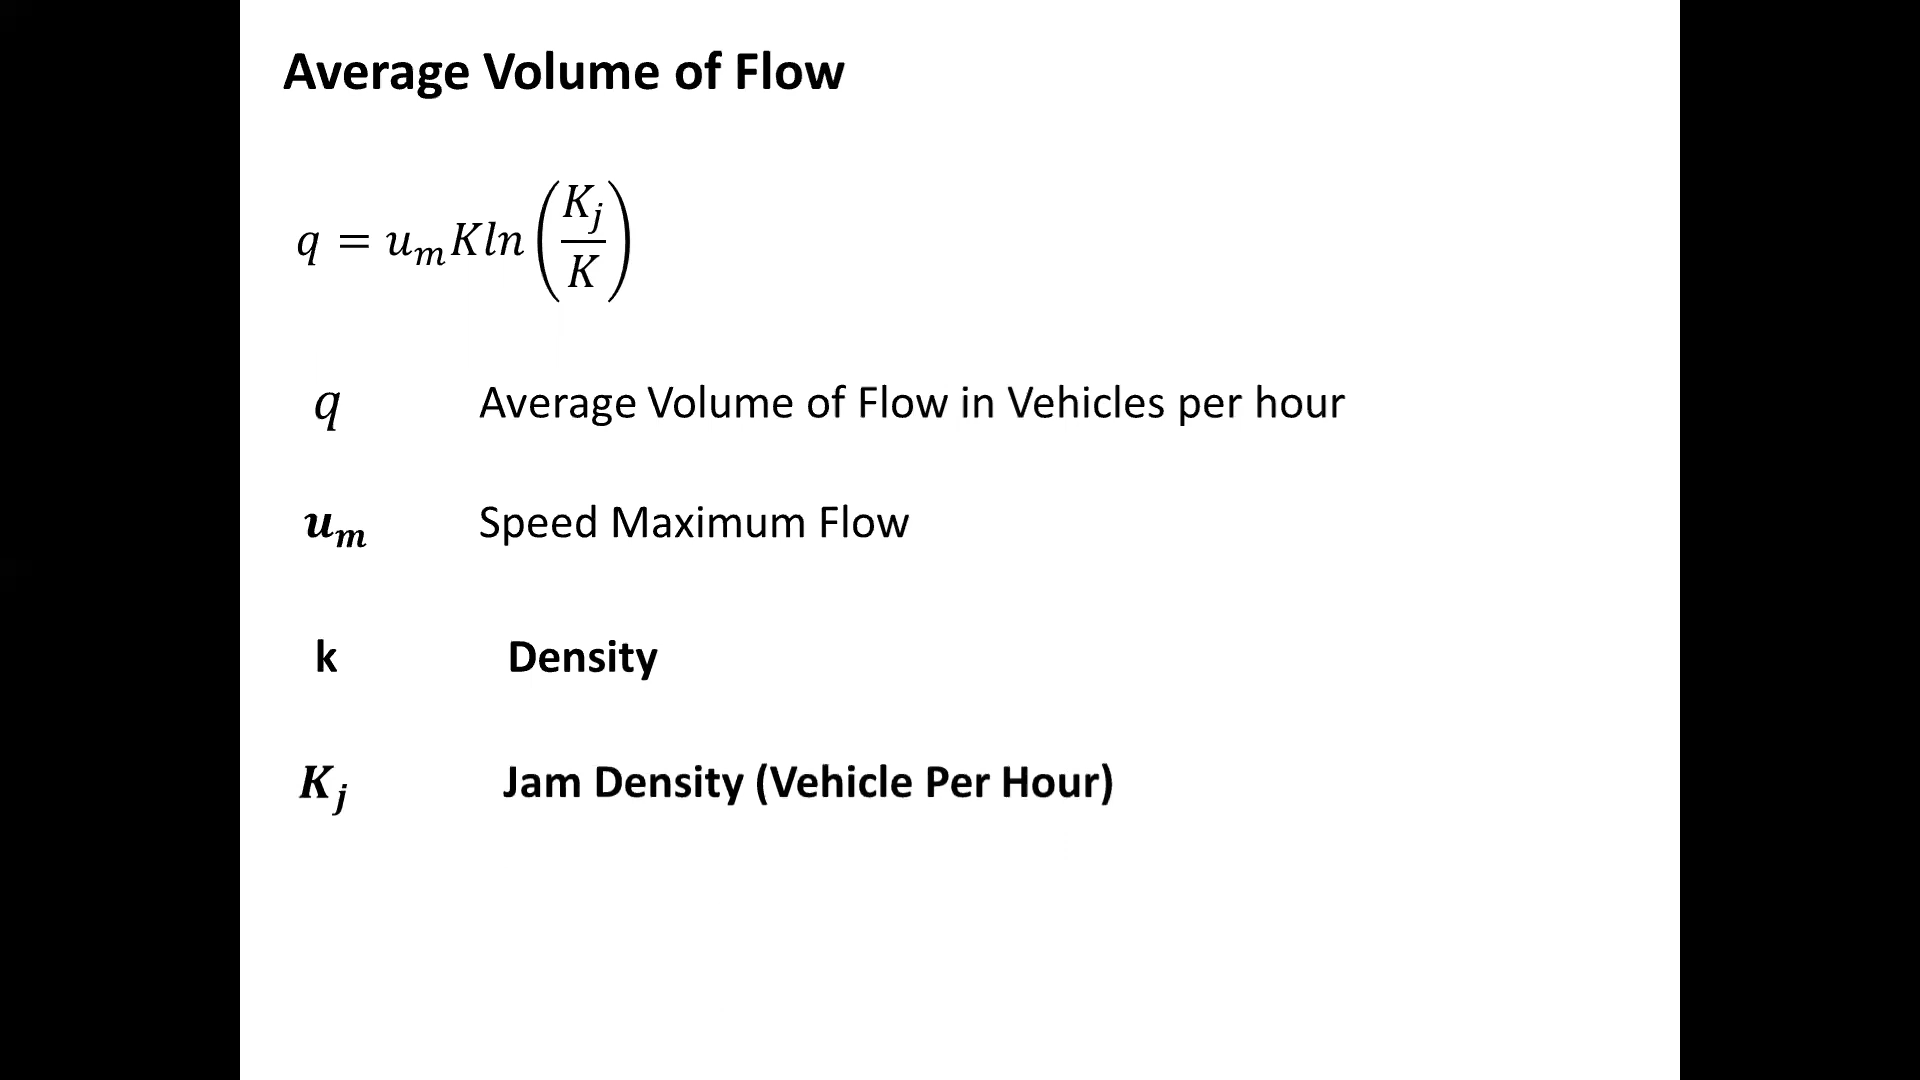 Average Volume of Flow
q = u_m K ln (K_j / K)
q Average Volume of Flow in Vehicles per hour
u_m Speed Maximum Flow
k Density
K_j Jam Density (Vehicle Per Hour)